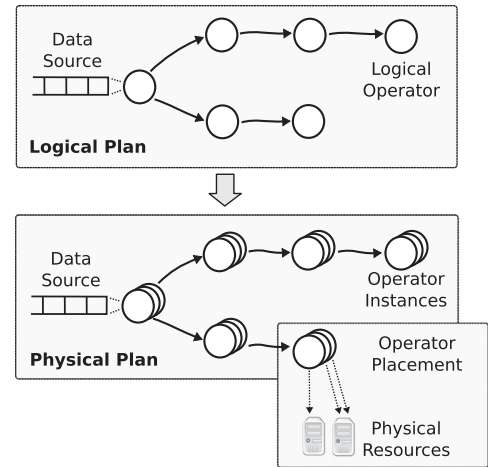 Data
Source
Logical
Operator
Logical Plan
Data
Source
Operator
Instances
Physical Plan
Operator
Placement
Physical
Resources